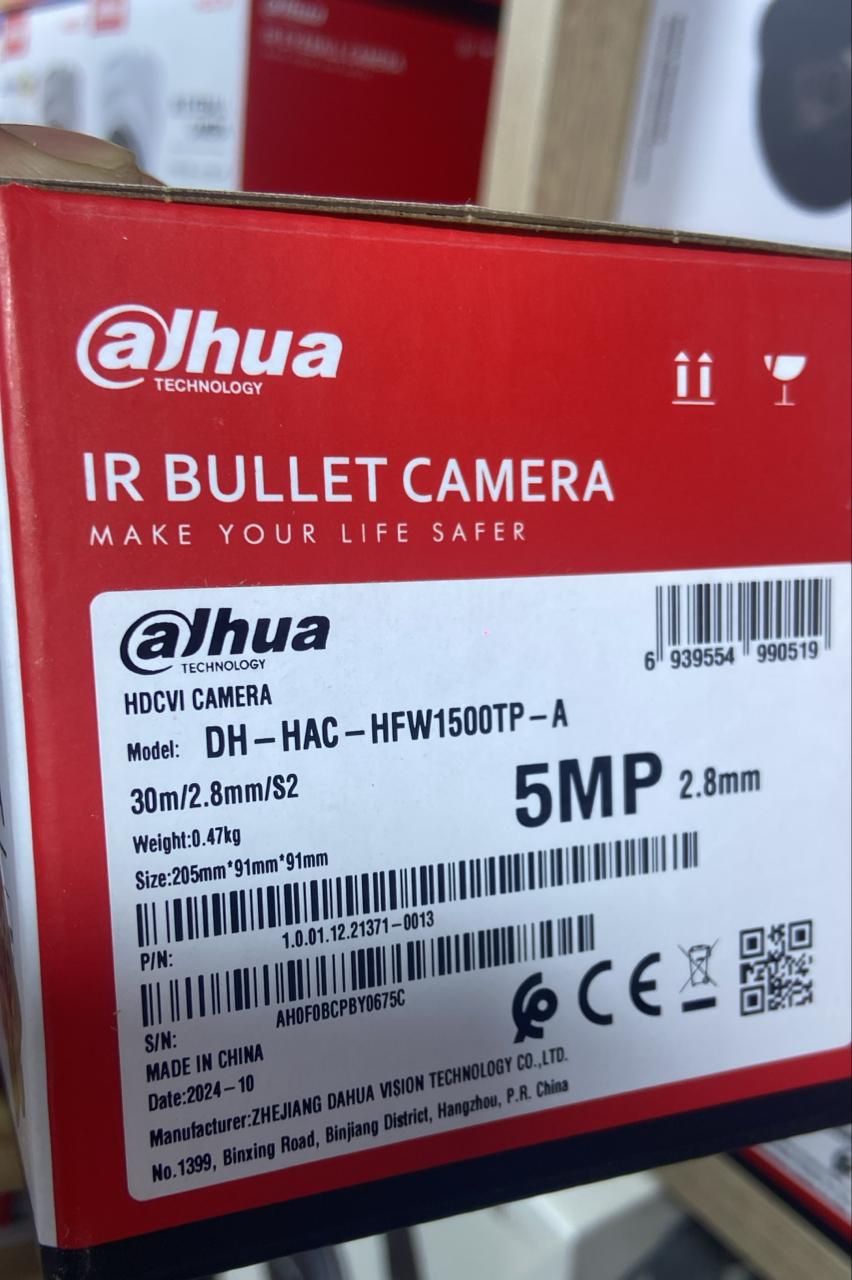 alhua
alhua
TECHNOLOGY
IR BULLET CAMERA
MAKE YOUR LIFE SAFER
alhua
TECHNOLOGY
HDCVI CAMERA
6 939554 990519
Model: DH-HAC-HFW1500TP-A
30m/2.8mm/S2
5MP 2.8mm
Weight:0.47kg
Size:205mm*91mm*91mm
1.0.01.12.21371-0013
P/N:
AH0F0BCPBY0675C
S/N:
CE
MADE IN CHINA
Date:2024-10
Manufacturer:ZHEJIANG DAHUA VISION TECHNOLOGY CO.,LTD.
No.1399, Binxing Road, Binjiang District, Hangzhou, P.R. China